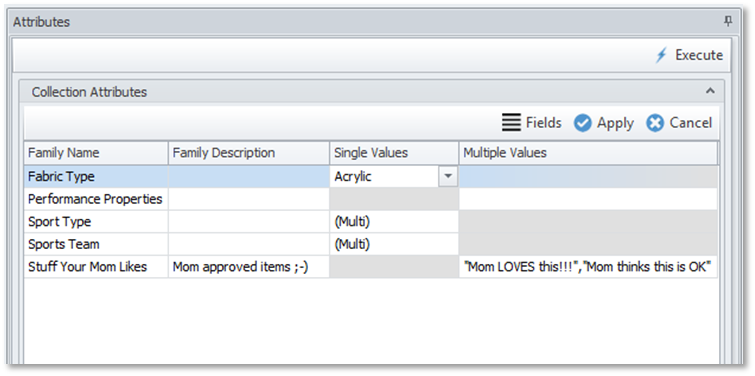 Attributes
Execute
Collection Attributes
Fields Apply Cancel
Family Name Family Description Single Values Multiple Values
Fabric Type Acrylic
Performance Properties
Sport Type (Multi)
Sports Team (Multi)
Stuff Your Mom Likes Mom approved items ;-) "Mom LOVES this!!!","Mom thinks this is OK"